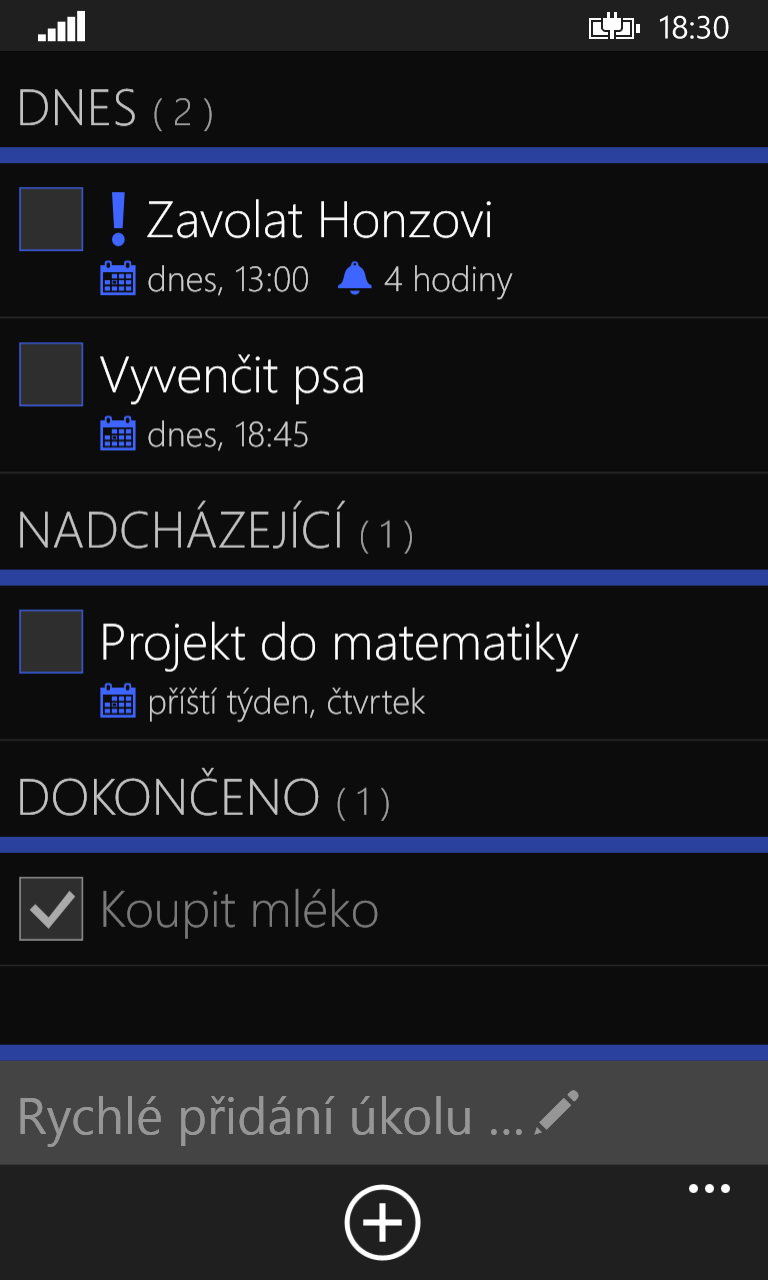 18:30
DNES ( 2 )
! Zavolat Honzovi
dnes, 13:00 4 hodiny
Vyvenčit psa
dnes, 18:45
NADCHÁZEJÍCÍ ( 1 )
Projekt do matematiky
příští týden, čtvrtek
DOKONČENO ( 1 )
Koupit mléko
Rychlé přidání úkolu ...